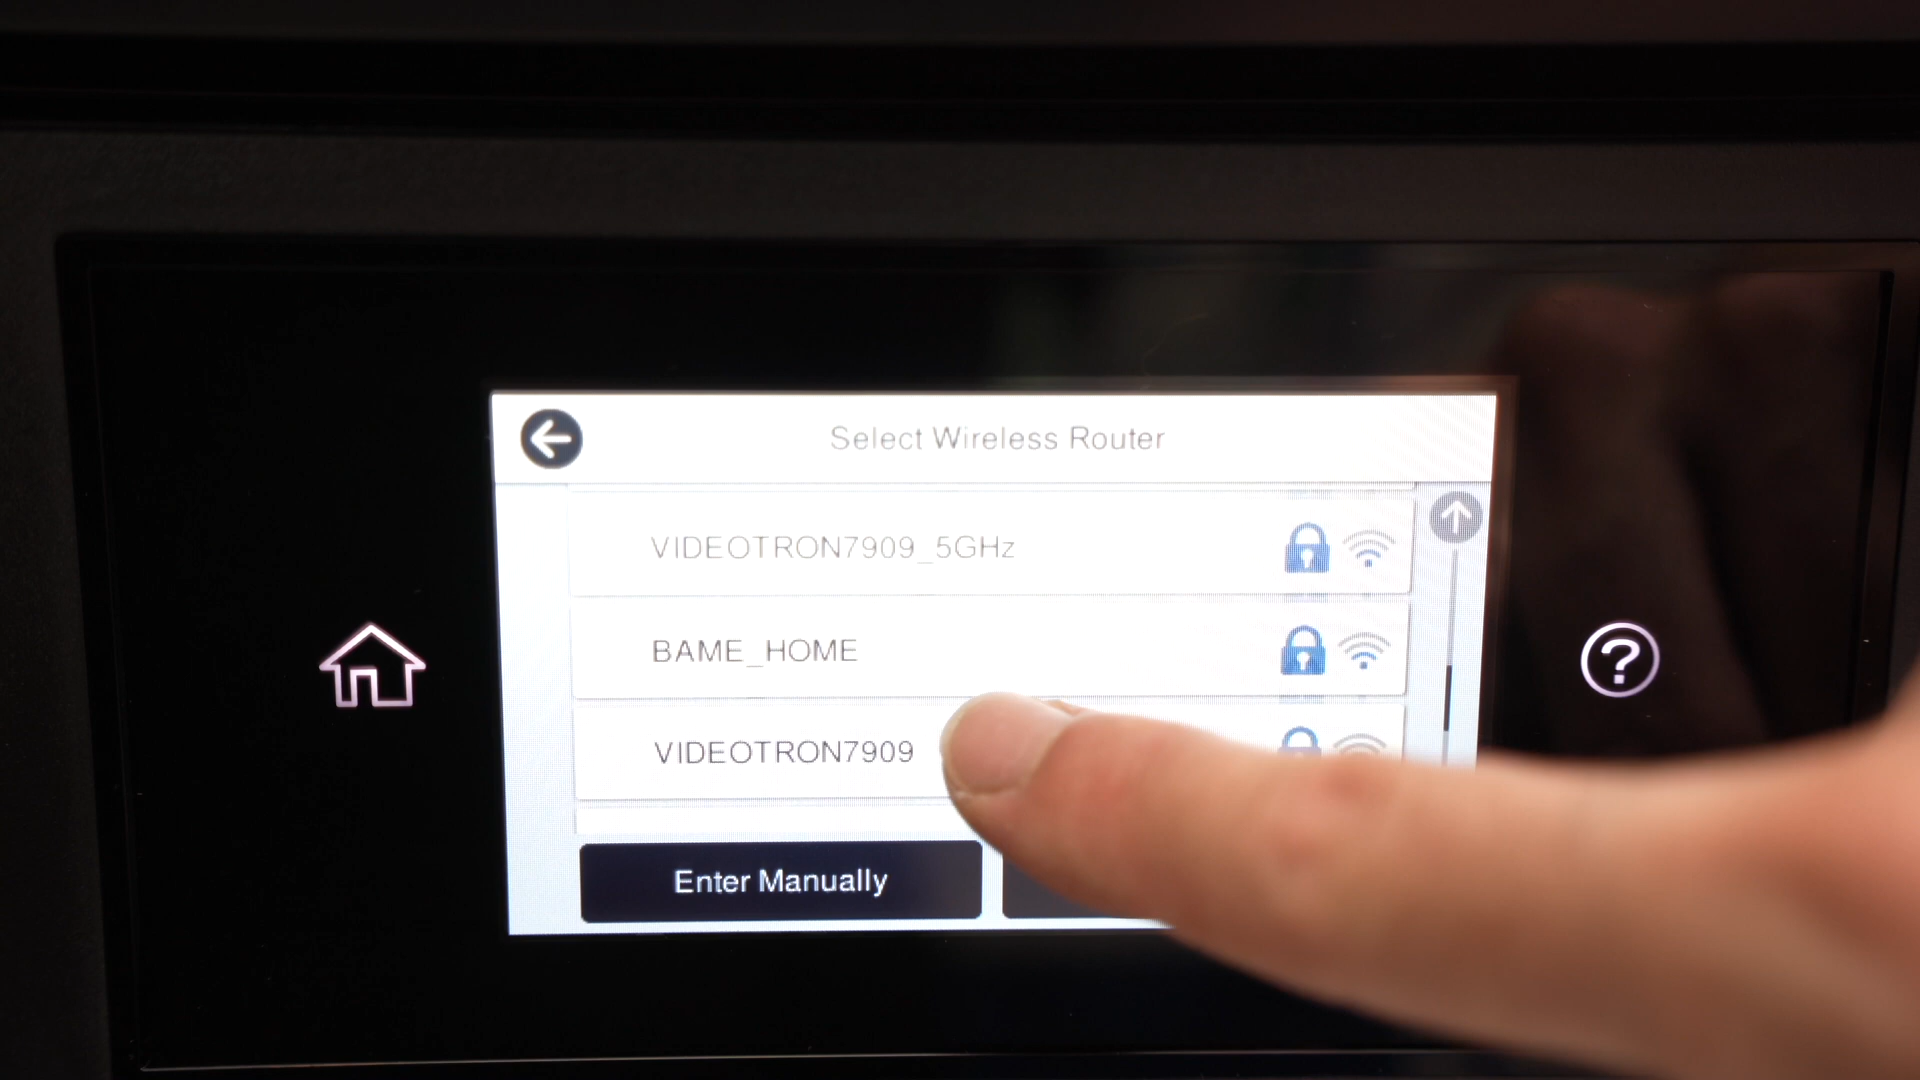 Select Wireless Router
VIDEOTRON7909_5GHz
BAME_HOME
VIDEOTRON7909
Enter Manually